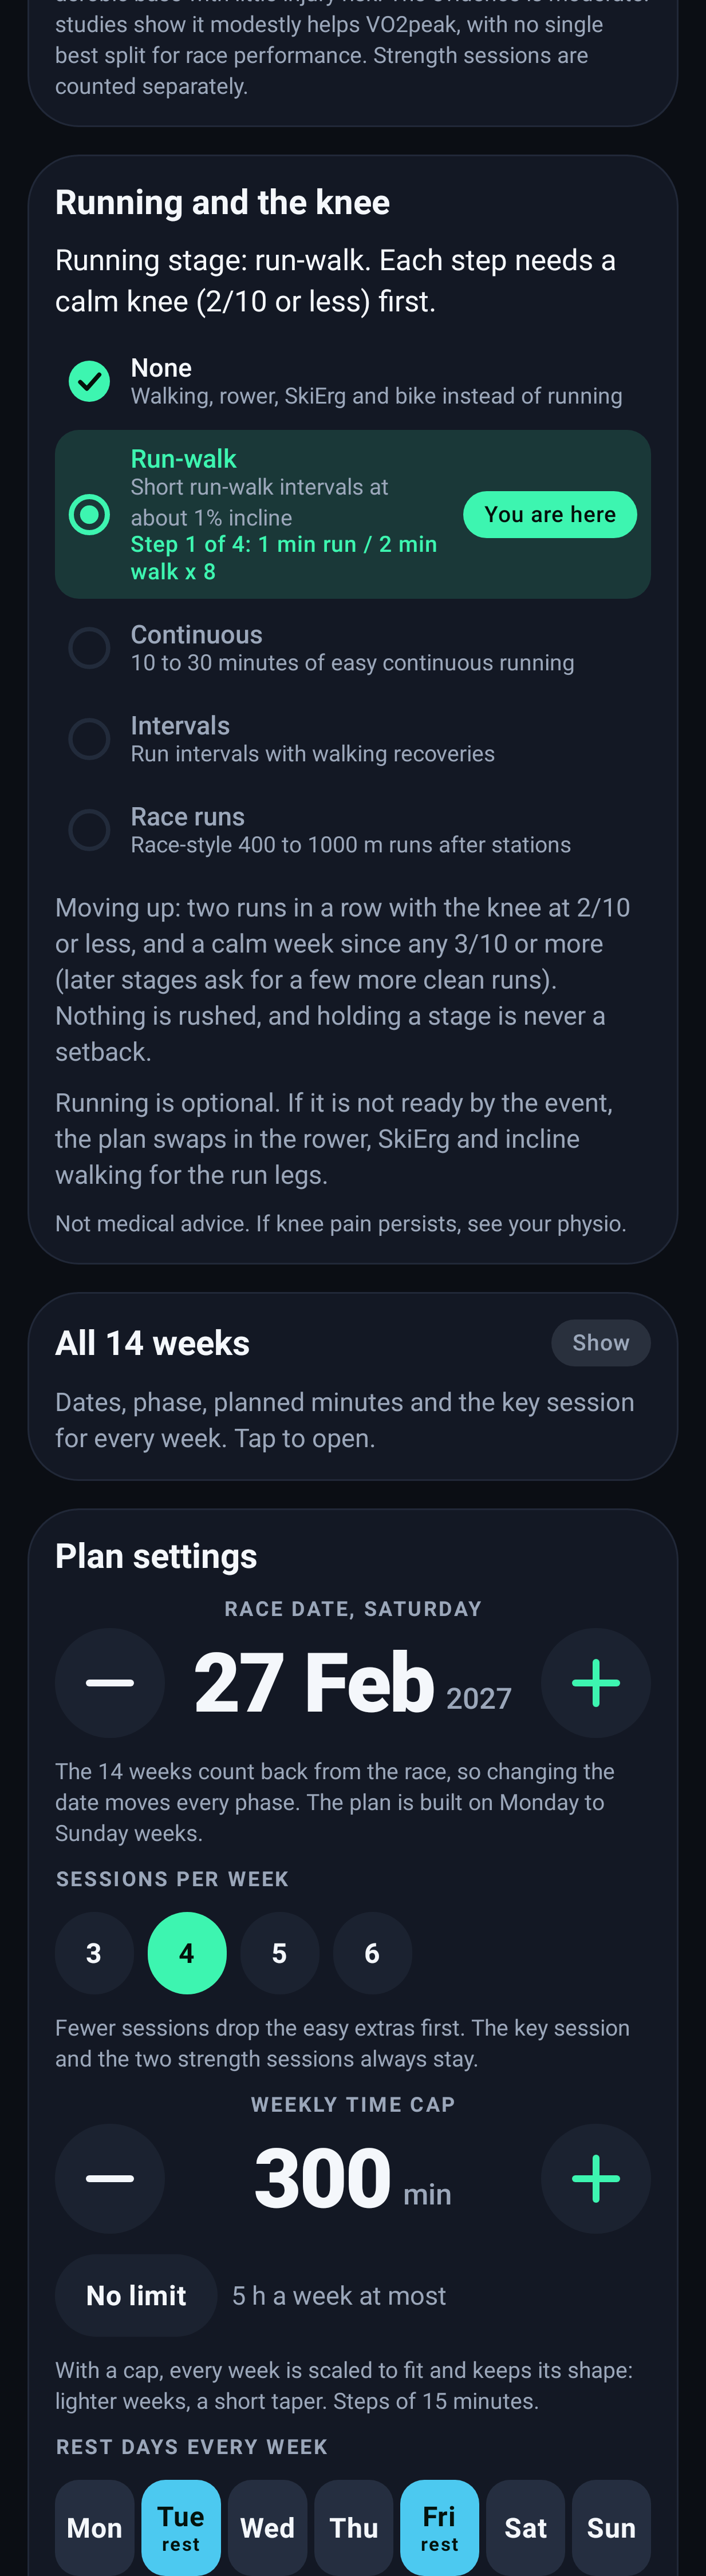 studies show it modestly helps VO2peak, with no single
best split for race performance. Strength sessions are
counted separately.
Running and the knee
Running stage: run-walk. Each step needs a
calm knee (2/10 or less) first.
None
Walking, rower, SkiErg and bike instead of running
Run-walk
Short run-walk intervals at
about 1% incline
Step 1 of 4: 1 min run / 2 min
walk x 8
You are here
Continuous
10 to 30 minutes of easy continuous running
Intervals
Run intervals with walking recoveries
Race runs
Race-style 400 to 1000 m runs after stations
Moving up: two runs in a row with the knee at 2/10
or less, and a calm week since any 3/10 or more
(later stages ask for a few more clean runs).
Nothing is rushed, and holding a stage is never a
setback.
Running is optional. If it is not ready by the event,
the plan swaps in the rower, SkiErg and incline
walking for the run legs.
Not medical advice. If knee pain persists, see your physio.
All 14 weeks
Show
Dates, phase, planned minutes and the key session
for every week. Tap to open.
Plan settings
RACE DATE, SATURDAY
27 Feb 2027
The 14 weeks count back from the race, so changing the
date moves every phase. The plan is built on Monday to
Sunday weeks.
SESSIONS PER WEEK
3 4 5 6
Fewer sessions drop the easy extras first. The key session
and the two strength sessions always stay.
WEEKLY TIME CAP
300 min
No limit 5 h a week at most
With a cap, every week is scaled to fit and keeps its shape:
lighter weeks, a short taper. Steps of 15 minutes.
REST DAYS EVERY WEEK
Mon Tue Wed Thu Fri Sat Sun
rest rest